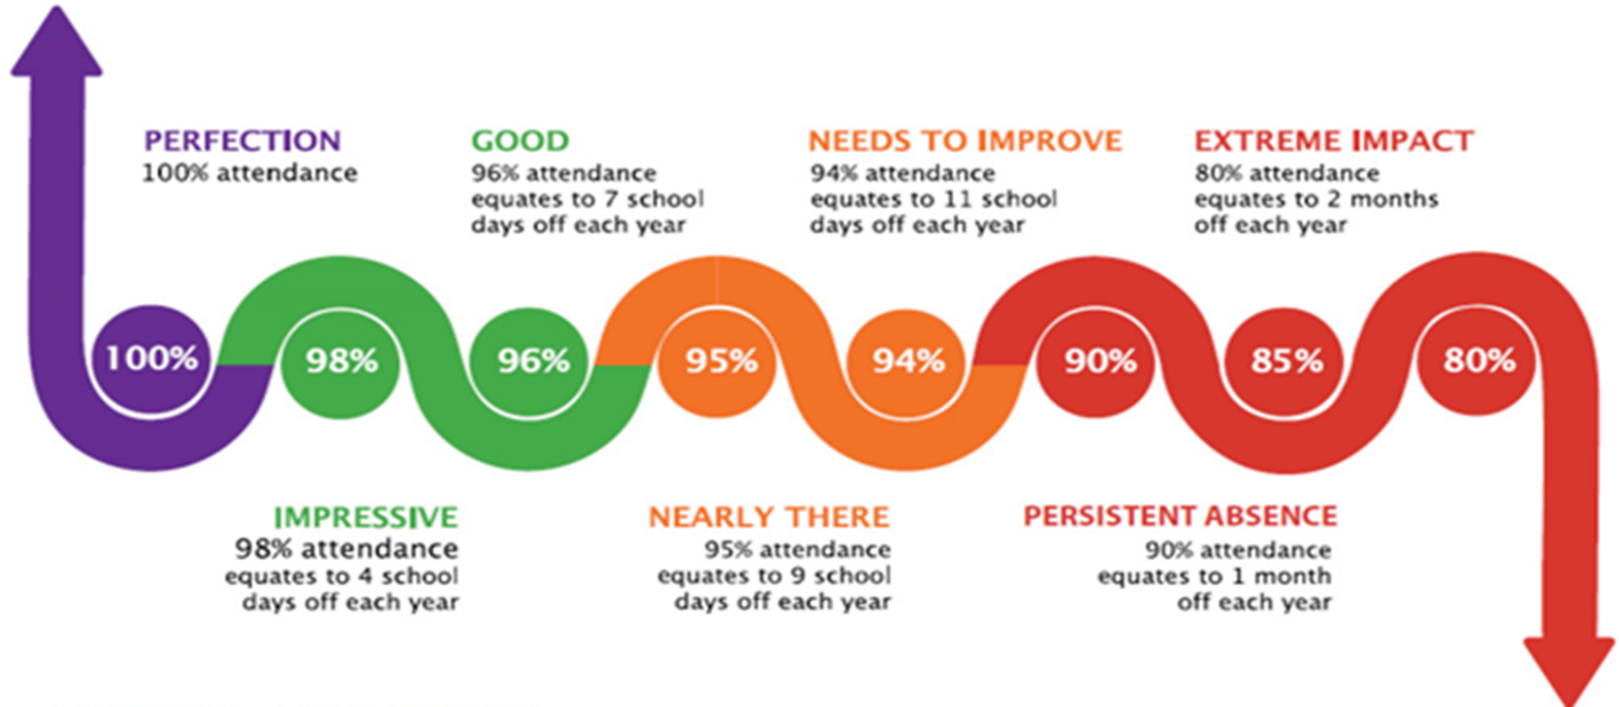 PERFECTION
100% attendance
GOOD
96% attendance
equates to 7 school
days off each year
NEEDS TO IMPROVE
94% attendance
equates to 11 school
days off each year
EXTREME IMPACT
80% attendance
equates to 2 months
off each year
100%
98%
96%
95%
94%
90%
85%
80%
IMPRESSIVE
98% attendance
equates to 4 school
days off each year
NEARLY THERE
95% attendance
equates to 9 school
days off each year
PERSISTENT ABSENCE
90% attendance
equates to 1 month
off each year